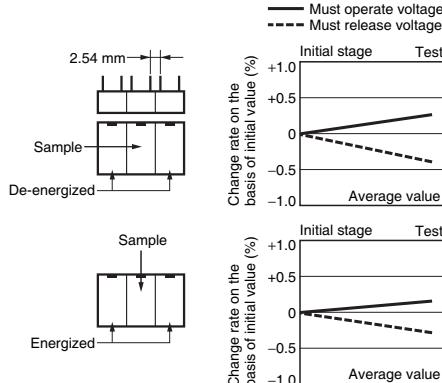 Must operate voltage
Must release voltage
2.54 mm
Sample
De-energized
Change rate on the
basis of initial value (%)
Initial stage
Test
+1.0
+0.5
0
−0.5
−1.0
Average value
Sample
Energized
Change rate on the
basis of initial value (%)
Initial stage
Test
+1.0
+0.5
0
−0.5
−1.0
Average value